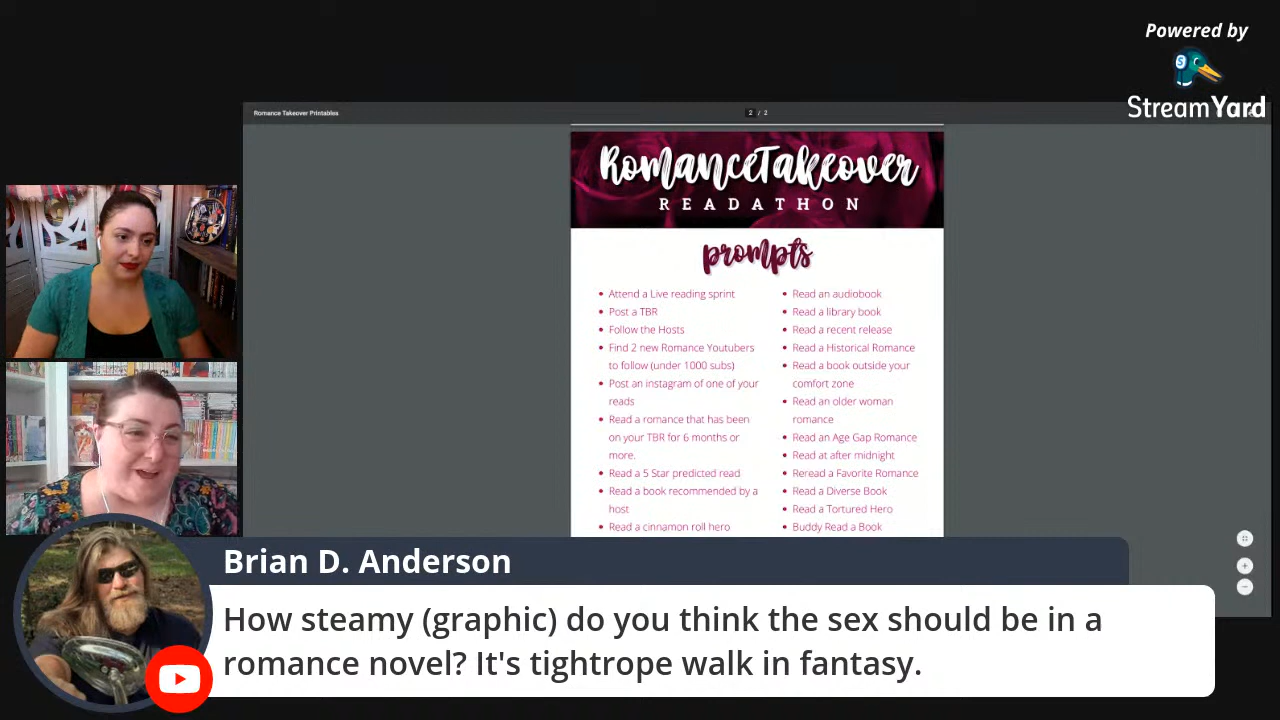 Powered by
StreamYard
Romance Takeover Printables
2 / 2
RomanceTakeover
READATHON
prompts
Attend a Live reading sprint
Post a TBR
Follow the Hosts
Find 2 new Romance Youtubers
to follow (under 1000 subs)
Post an instagram of one of your
reads
Read a romance that has been
on your TBR for 6 months or
more.
Read a 5 Star predicted read
Read a book recommended by a
host
Read a cinnamon roll hero
Read an audiobook
Read a library book
Read a recent release
Read a Historical Romance
Read a book outside your
comfort zone
Read an older woman
romance
Read an Age Gap Romance
Read at after midnight
Reread a Favorite Romance
Read a Diverse Book
Read a Tortured Hero
Buddy Read a Book
Brian D. Anderson
How steamy (graphic) do you think the sex should be in a
romance novel? It's tightrope walk in fantasy.